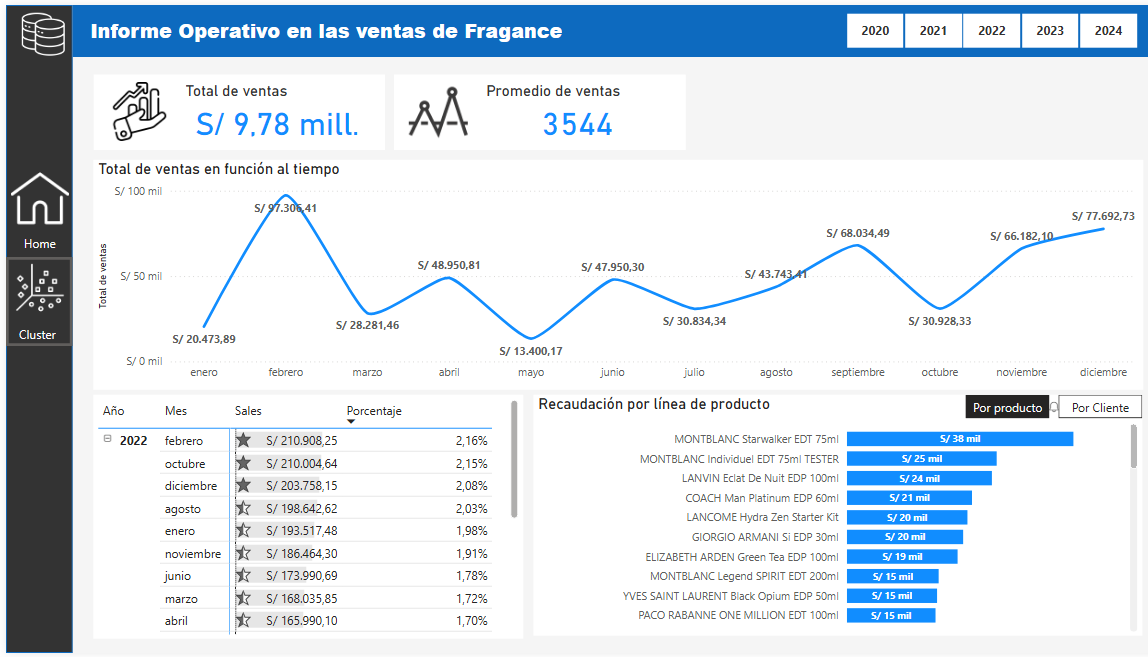 Informe Operativo en las ventas de Fragance
2020
2021
2022
2023
2024
Home
Cluster
Total de ventas
S/ 9,78 mill.
Promedio de ventas
3544
Total de ventas en función al tiempo
Total de ventas
S/ 100 mil
S/ 50 mil
S/ 0 mil
S/ 20.473,89
S/ 97.306,41
S/ 28.281,46
S/ 48.950,81
S/ 13.400,17
S/ 47.950,30
S/ 30.834,34
S/ 43.743,41
S/ 68.034,49
S/ 30.928,33
S/ 66.182,10
S/ 77.692,73
enero febrero marzo abril mayo junio julio agosto septiembre octubre noviembre diciembre
Año Mes Sales Porcentaje
2022 febrero S/ 210.908,25 2,16%
octubre S/ 210.004,64 2,15%
diciembre S/ 203.758,15 2,08%
agosto S/ 198.642,62 2,03%
enero S/ 193.517,48 1,98%
noviembre S/ 186.464,30 1,91%
junio S/ 173.990,69 1,78%
marzo S/ 168.035,85 1,72%
abril S/ 165.990,10 1,70%
Recaudación por línea de producto
Por producto
Por Cliente
MONTBLANC Starwalker EDT 75ml S/ 38 mil
MONTBLANC Individuel EDT 75ml TESTER S/ 25 mil
LANVIN Eclat De Nuit EDP 100ml S/ 24 mil
COACH Man Platinum EDP 60ml S/ 21 mil
LANCOME Hydra Zen Starter Kit S/ 20 mil
GIORGIO ARMANI Sí EDP 30ml S/ 20 mil
ELIZABETH ARDEN Green Tea EDP 100ml S/ 19 mil
MONTBLANC Legend SPIRIT EDT 200ml S/ 15 mil
YVES SAINT LAURENT Black Opium EDP 50ml S/ 15 mil
PACO RABANNE ONE MILLION EDT 100ml S/ 15 mil